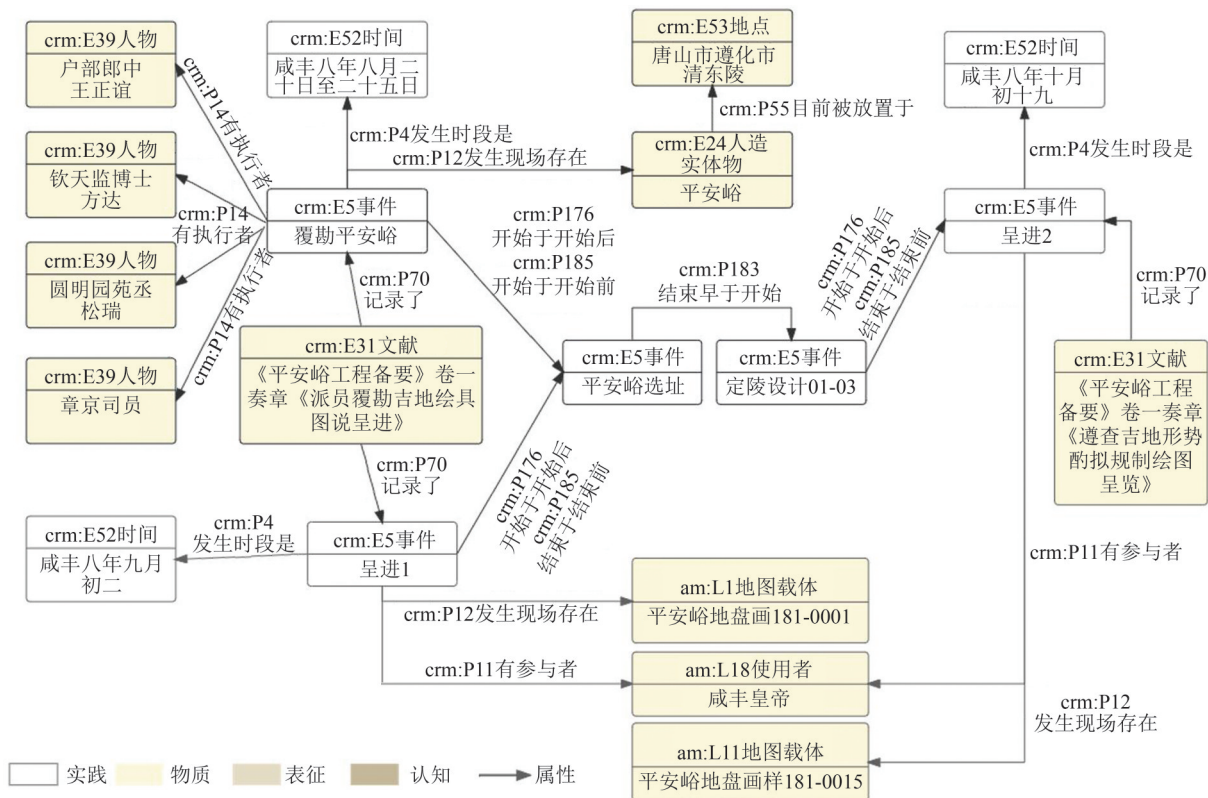 crm:E39人物
户部郎中
王正谊
crm:E52时间
咸丰八年八月二
十日至二十五日
crm:E53地点
唐山市遵化市
清东陵
crm:E52时间
咸丰八年十月
初十九
crm:P14有执行者
crm:P4发生时段是
crm:P12发生现场存在
crm:P55目前被放置于
crm:E24人造
实体物
平安峪
crm:P4发生时段是
crm:E39人物
钦天监博士
方达
crm:P14
有执行者
crm:E5事件
覆勘平安峪
crm:P176
开始于开始后
crm:P185
开始于开始前
crm:E5事件
呈进2
crm:E39人物
圆明园苑丞
松瑞
crm:P14有执行者
crm:P70
记录了
crm:P183
结束早于开始
crm:P176
开始于开始后
crm:P185
结束于结束前
crm:P70
记录了
crm:E39人物
章京司员
crm:E31文献
《平安峪工程备要》卷一
奏章《派员覆勘吉地绘具
图说呈进》
crm:E5事件
平安峪选址
crm:E5事件
定陵设计01-03
crm:E31文献
《平安峪工程
备要》卷一奏章
《遵查吉地形势
酌拟规制绘图
呈览》
crm:P70
记录了
crm:P176
开始于开始后
crm:P185
结束于结束前
crm:E52时间
咸丰八年九月
初二
crm:P4
发生时段是
crm:E5事件
呈进1
crm:P11有参与者
crm:P12发生现场存在
am:L1地图载体
平安峪地盘画181-0001
crm:P11有参与者
am:L18使用者
咸丰皇帝
crm:P12
发生现场存在
am:L11地图载体
平安峪地盘画样181-0015
实践
物质
表征
认知
属性